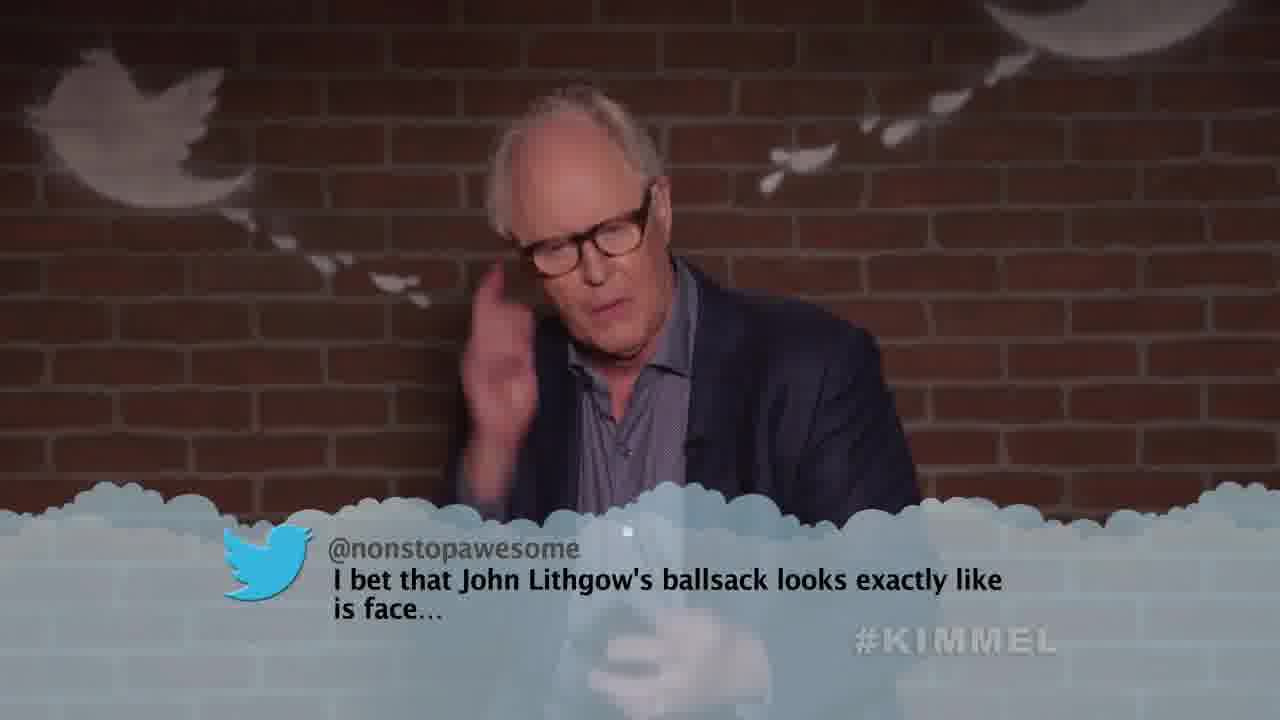 @nonstopawesome
I bet that John Lithgow's ballsack looks exactly like
is face...
#KIMMEL